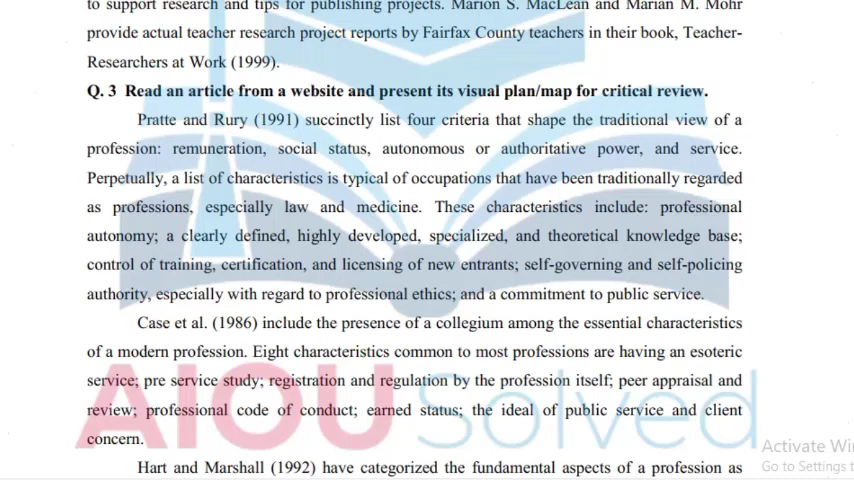 to support research and tips for publishing projects. Marion S. MacLean and Marian M. Mohr
provide actual teacher research project reports by Fairfax County teachers in their book, Teacher-
Researchers at Work (1999).
Q. 3 Read an article from a website and present its visual plan/map for critical review.
Pratte and Rury (1991) succinctly list four criteria that shape the traditional view of a
profession: remuneration, social status, autonomous or authoritative power, and service.
Perpetually, a list of characteristics is typical of occupations that have been traditionally regarded
as professions, especially law and medicine. These characteristics include: professional
autonomy; a clearly defined, highly developed, specialized, and theoretical knowledge base;
control of training, certification, and licensing of new entrants; self-governing and self-policing
authority, especially with regard to professional ethics; and a commitment to public service.
Case et al. (1986) include the presence of a collegium among the essential characteristics
of a modern profession. Eight characteristics common to most professions are having an esoteric
service; pre service study; registration and regulation by the profession itself; peer appraisal and
review; professional code of conduct; earned status; the ideal of public service and client
concern.
Hart and Marshall (1992) have categorized the fundamental aspects of a profession as
AIOU Solved
Activate Wi
Go to Settings t